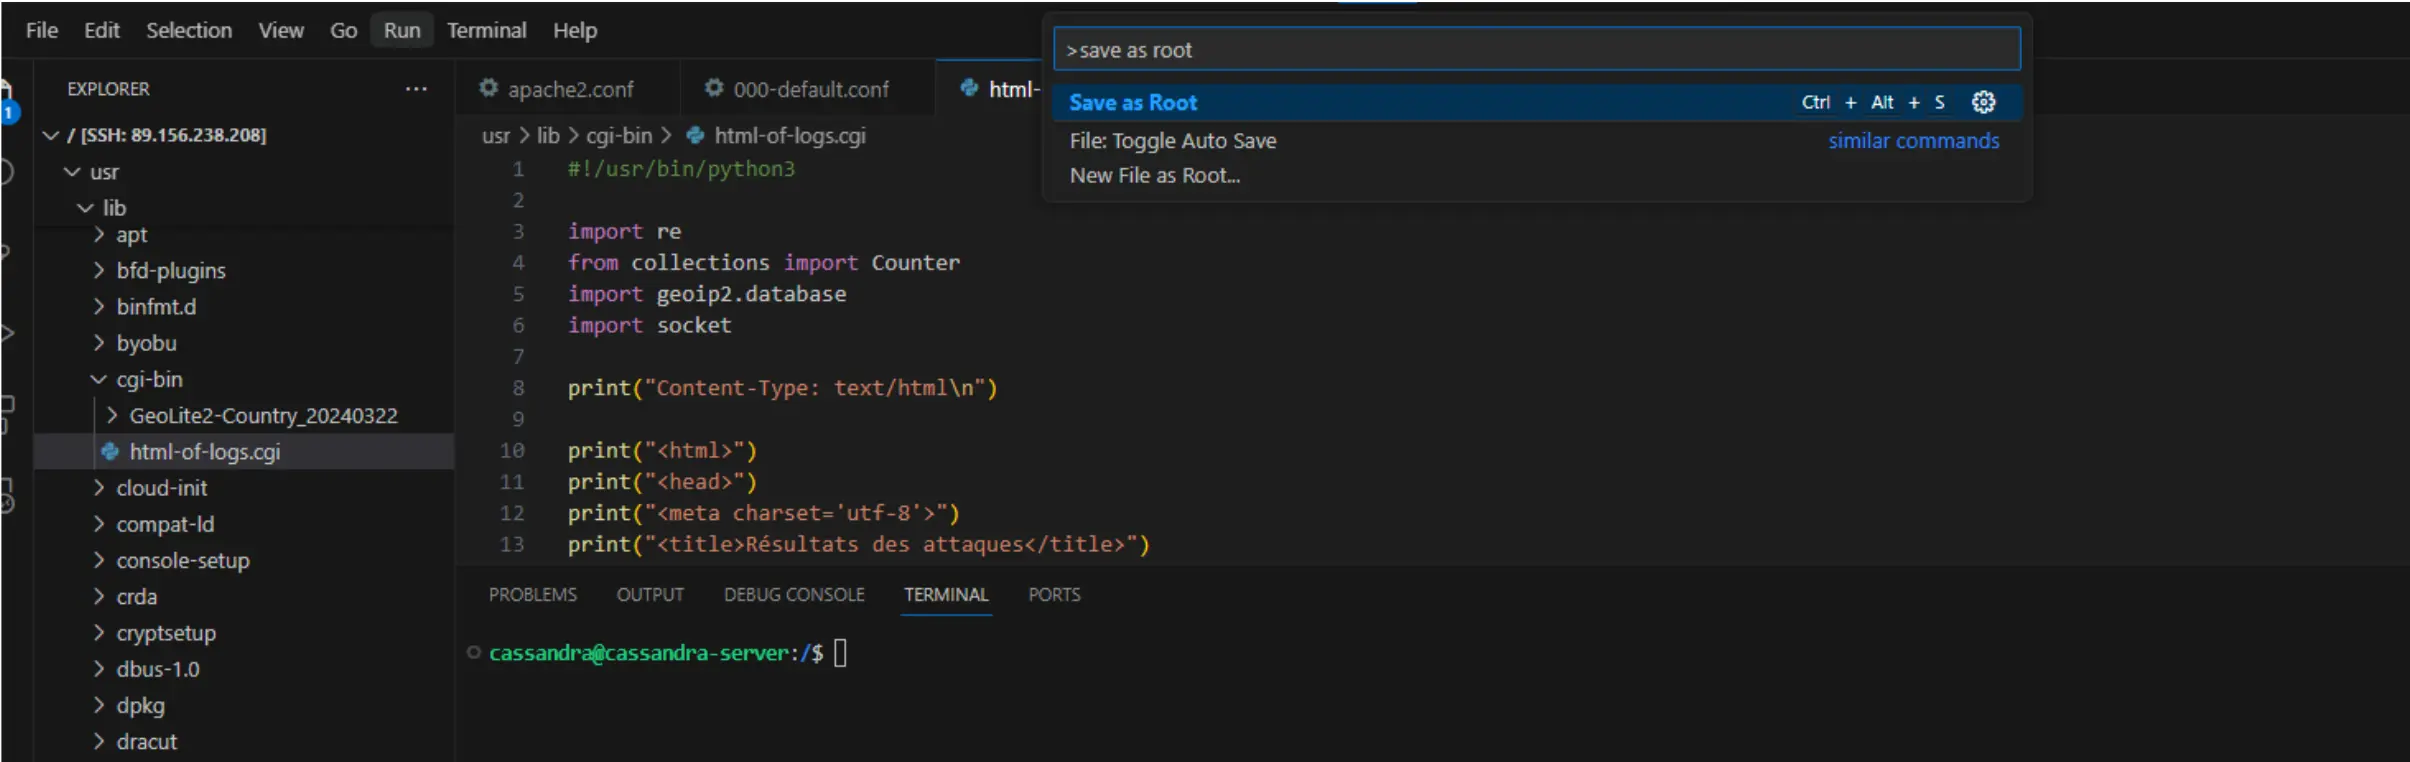 File Edit Selection View Go Run Terminal Help
>save as root
Save as Root Ctrl + Alt + S
File: Toggle Auto Save similar commands
New File as Root...
EXPLORER ...
1
/ [SSH: 89.156.238.208]
usr
lib
apt
bfd-plugins
binfmt.d
byobu
cgi-bin
GeoLite2-Country_20240322
html-of-logs.cgi
cloud-init
compat-ld
console-setup
crda
cryptsetup
dbus-1.0
dpkg
dracut
apache2.conf 000-default.conf html-
usr > lib > cgi-bin > html-of-logs.cgi
1 #!/usr/bin/python3
2
3 import re
4 from collections import Counter
5 import geoip2.database
6 import socket
7
8 print("Content-Type: text/html\n")
9
10 print("<html>")
11 print("<head>")
12 print("<meta charset='utf-8'>")
13 print("<title>Résultats des attaques</title>")
PROBLEMS OUTPUT DEBUG CONSOLE TERMINAL PORTS
cassandra@cassandra-server:/$